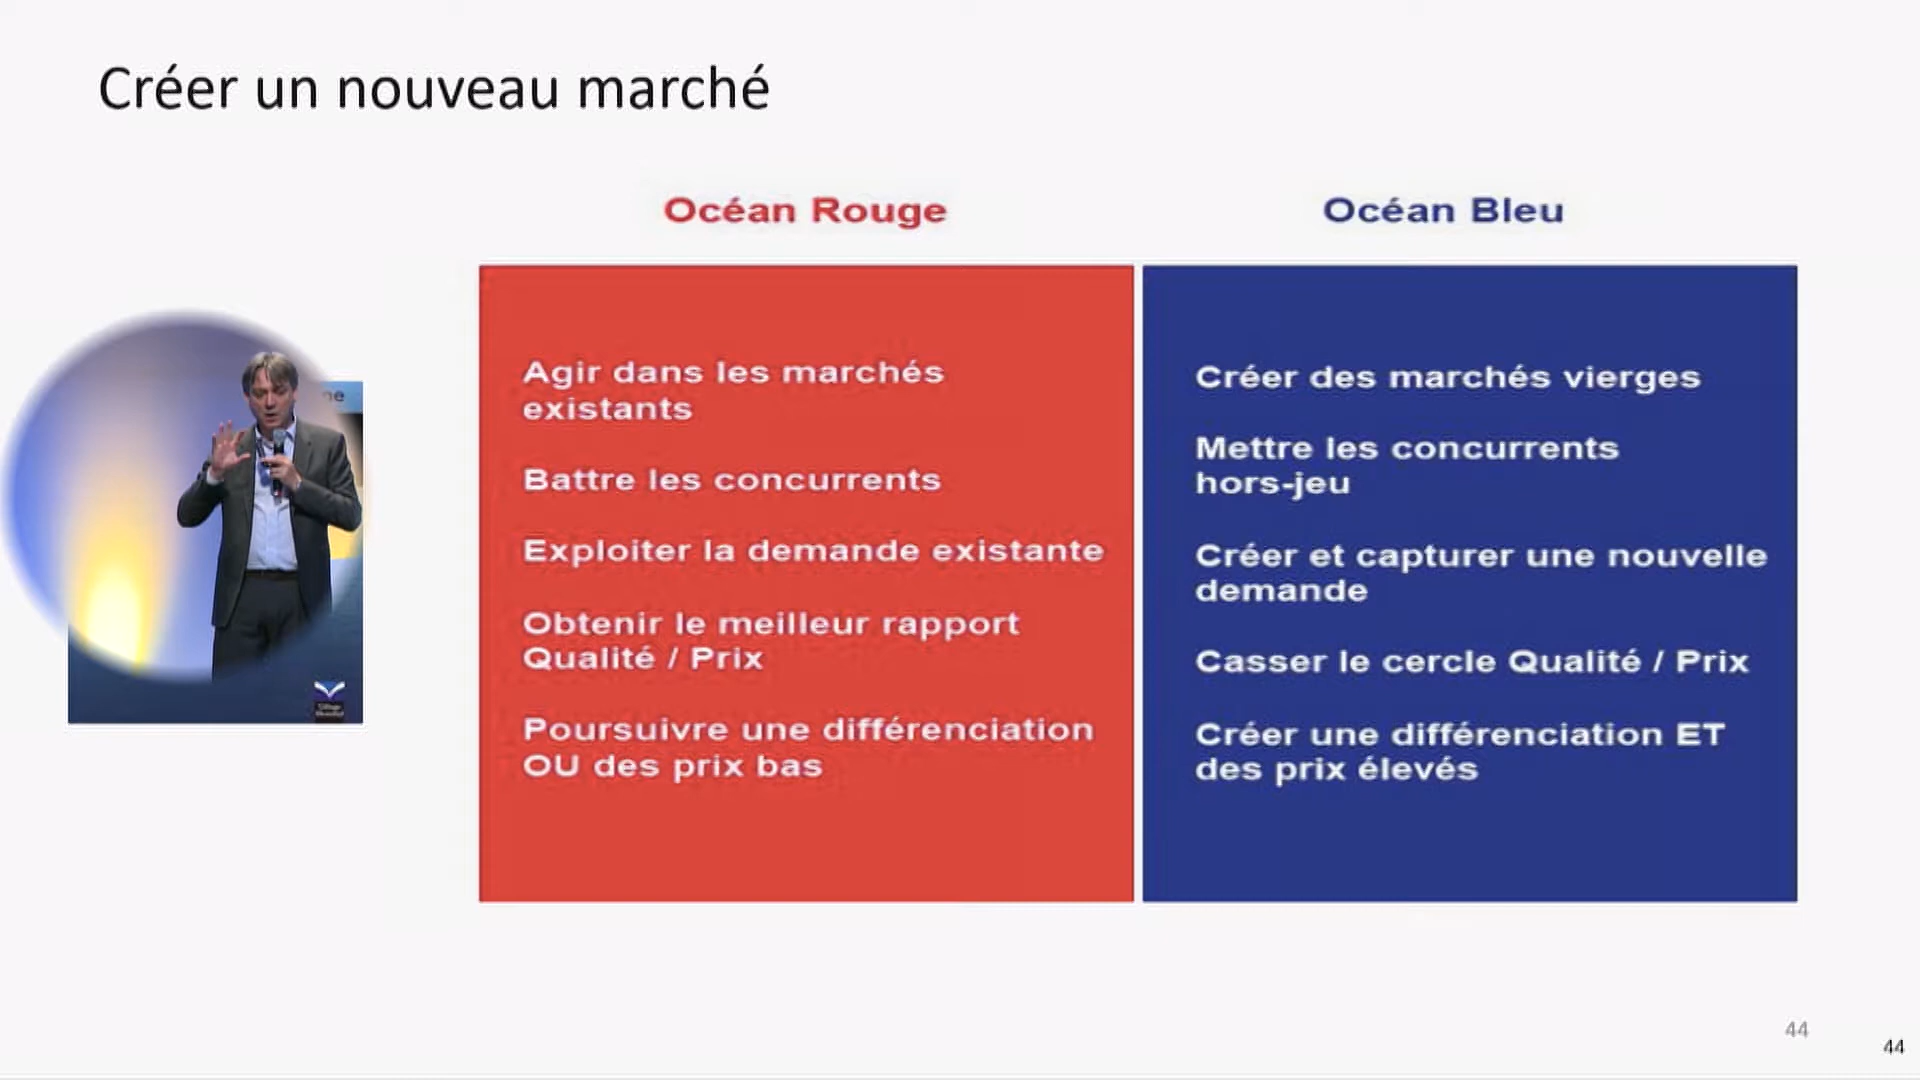 Créer un nouveau marché
Océan Rouge
Agir dans les marchés
existants
Battre les concurrents
Exploiter la demande existante
Obtenir le meilleur rapport
Qualité / Prix
Poursuivre une différenciation
OU des prix bas
Océan Bleu
Créer des marchés vierges
Mettre les concurrents
hors-jeu
Créer et capturer une nouvelle
demande
Casser le cercle Qualité / Prix
Créer une différenciation ET
des prix élevés
ne
44
44